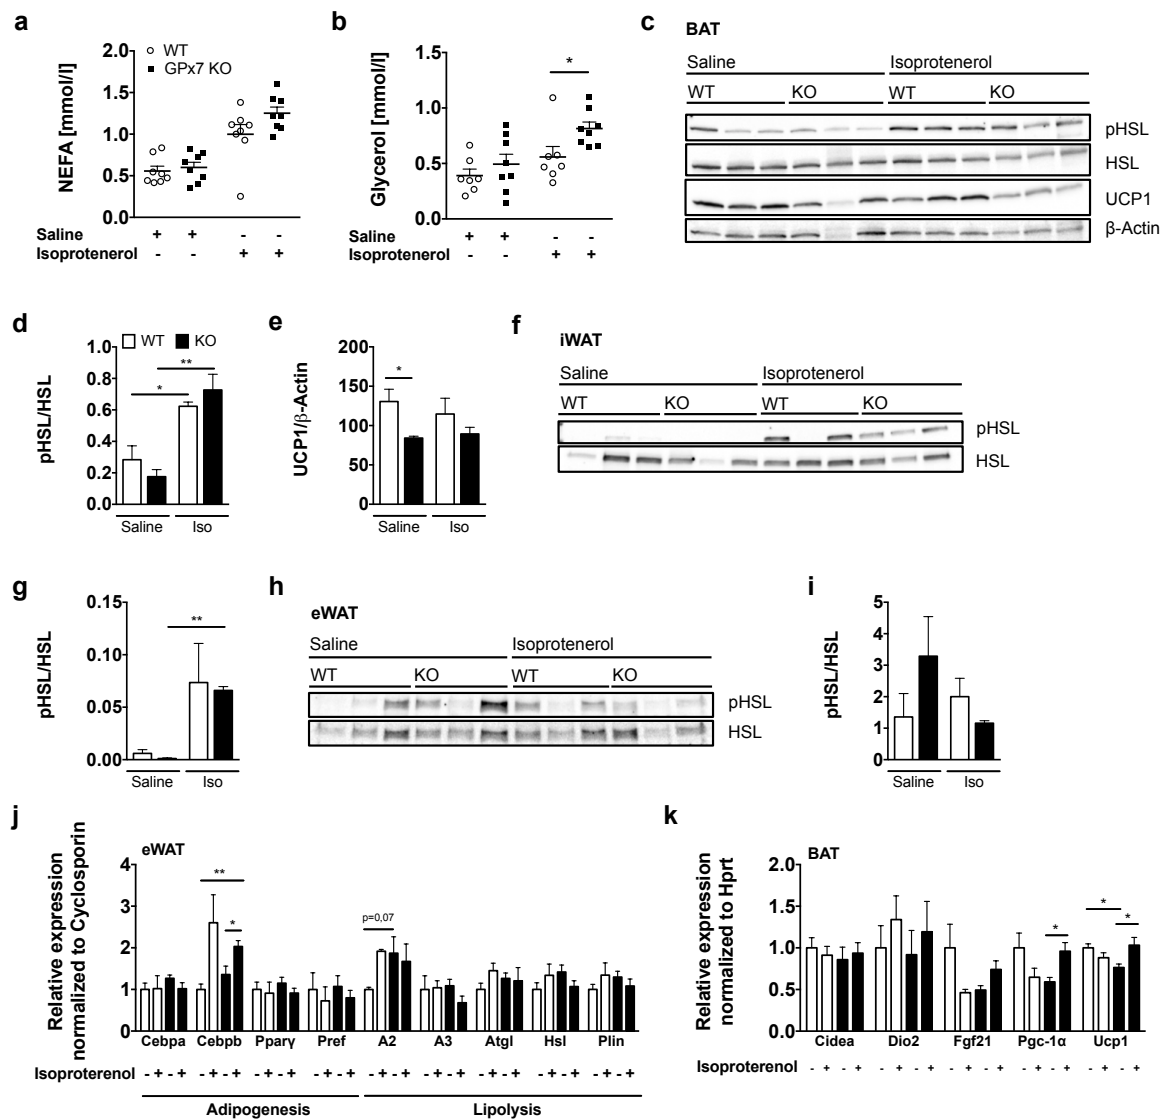 a
NEFA [mmol/l]
2.0
1.5
1.0
0.5
0.0
WT
GPx7 KO
Saline + + - -
Isoprotenerol - - + +
b
Glycerol [mmol/l]
1.5
1.0
0.5
0.0
*
Saline + + - -
Isoprotenerol - - + +
c
BAT
Saline Isoprotenerol
WT KO WT KO
pHSL
HSL
UCP1
β-Actin
d
pHSL/HSL
WT KO
1.0
0.8
0.6
0.4
0.2
0.0
**
*
Saline Iso
e
UCP1/β-Actin
200
150
100
50
0
*
Saline Iso
f
iWAT
Saline Isoprotenerol
WT KO WT KO
pHSL
HSL
g
pHSL/HSL
0.15
0.10
0.05
0.00
**
Saline Iso
h
eWAT
Saline Isoprotenerol
WT KO WT KO
pHSL
HSL
i
pHSL/HSL
5
4
3
2
1
0
Saline Iso
j
eWAT
Relative expression
normalized to Cyclosporin
4
3
2
1
0
**
*
p=0,07
Cebpa Cebpb Pparγ Pref A2 A3 Atgl Hsl Plin
Isoproterenol - + - + - + - + - + - + - + - + - + - + - + - + - + - + - + - + - + - +
Adipogenesis Lipolysis
k
BAT
Relative expression
normalized to Hprt
2.0
1.5
1.0
0.5
0.0
*
*
*
Cidea Dio2 Fgf21 Pgc-1α Ucp1
Isoproterenol - + - + - + - + - + - + - + - + - + - +